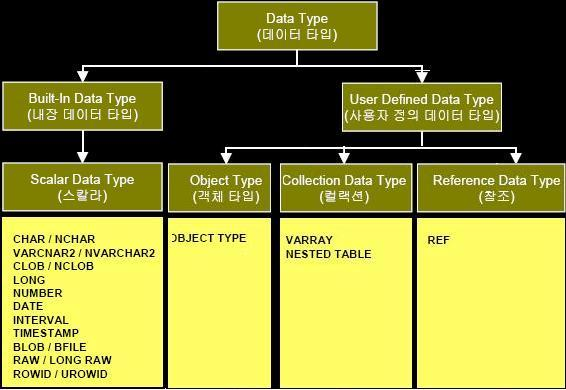 Data Type
(데이터 타입)
Built-In Data Type
(내장 데이터 타입)
User Defined Data Type
(사용자 정의 데이터 타입)
Scalar Data Type
(스칼라)
Object Type
(객체 타입)
Collection Data Type
(컬랙션)
Reference Data Type
(참조)
CHAR / NCHAR
VARCNAR2 / NVARCHAR2
CLOB / NCLOB
LONG
NUMBER
DATE
INTERVAL
TIMESTAMP
BLOB / BFILE
RAW / LONG RAW
ROWID / UROWID
OBJECT TYPE
VARRAY
NESTED TABLE
REF